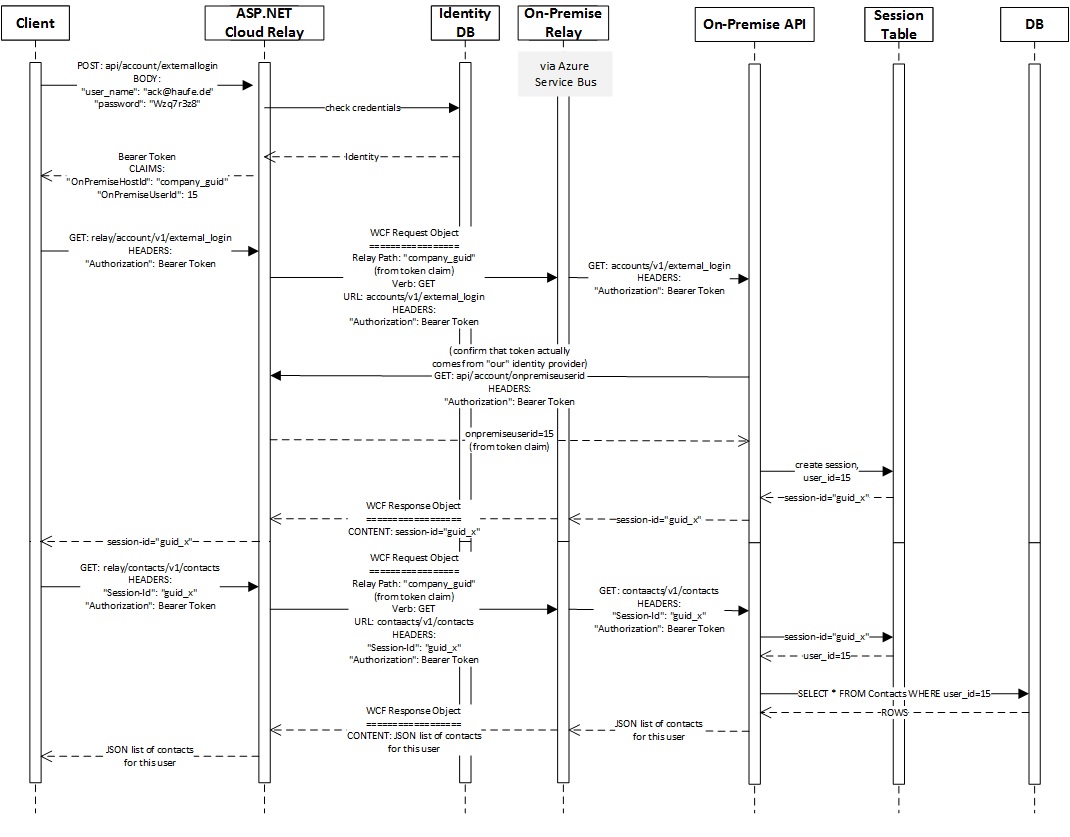 Client
ASP.NET
Cloud Relay
Identity
DB
On-Premise
Relay
On-Premise API
Session
Table
DB
via Azure
Service Bus
POST: api/account/externallogin
BODY:
"user_name": "ack@haufe.de"
"password": "Wzq7r3z8"
check credentials
Identity
Bearer Token
CLAIMS:
"OnPremiseHostId": "company_guid"
"OnPremiseUserId": 15
GET: relay/account/v1/external_login
HEADERS:
"Authorization": Bearer Token
WCF Request Object
=================
Relay Path: "company_guid"
(from token claim)
Verb: GET
URL: accounts/v1/external_login
HEADERS:
"Authorization": Bearer Token
GET: accounts/v1/external_login
HEADERS:
"Authorization": Bearer Token
(confirm that token actually
comes from "our" identity provider)
GET: api/account/onpremiseuserid
HEADERS:
"Authorization": Bearer Token
onpremiseuserid=15
(from token claim)
create session,
user_id=15
session-id="guid_x"
session-id="guid_x"
WCF Response Object
==================
CONTENT: session-id="guid_x"
session-id="guid_x"
GET: relay/contacts/v1/contacts
HEADERS:
"Session-Id": "guid_x"
"Authorization": Bearer Token
WCF Request Object
=================
Relay Path: "company_guid"
(from token claim)
Verb: GET
URL: contaacts/v1/contacts
HEADERS:
"Session-Id": "guid_x"
"Authorization": Bearer Token
GET: contaacts/v1/contacts
HEADERS:
"Session-Id": "guid_x"
"Authorization": Bearer Token
session-id="guid_x"
user_id=15
SELECT * FROM Contacts WHERE user_id=15
ROWS
JSON list of contacts
for this user
WCF Response Object
==================
CONTENT: JSON list of contacts
for this user
JSON list of contacts
for this user